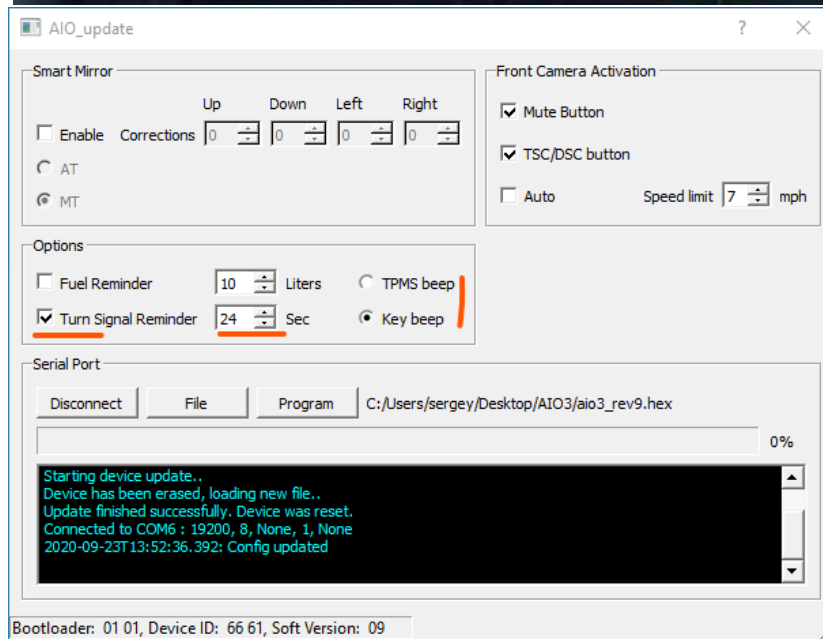 AIO_update
Smart Mirror
Up Down Left Right
Enable Corrections 0 0 0 0
AT
MT
Front Camera Activation
Mute Button
TSC/DSC button
Auto Speed limit 7 mph
Options
Fuel Reminder 10 Liters TPMS beep
Turn Signal Reminder 24 Sec Key beep
Serial Port
Disconnect File Program C:/Users/sergey/Desktop/AIO3/aio3_rev9.hex
0%
Starting device update..
Device has been erased, loading new file..
Update finished successfully. Device was reset.
Connected to COM6 : 19200, 8, None, 1, None
2020-09-23T13:52:36.392: Config updated
Bootloader: 01 01, Device ID: 66 61, Soft Version: 09